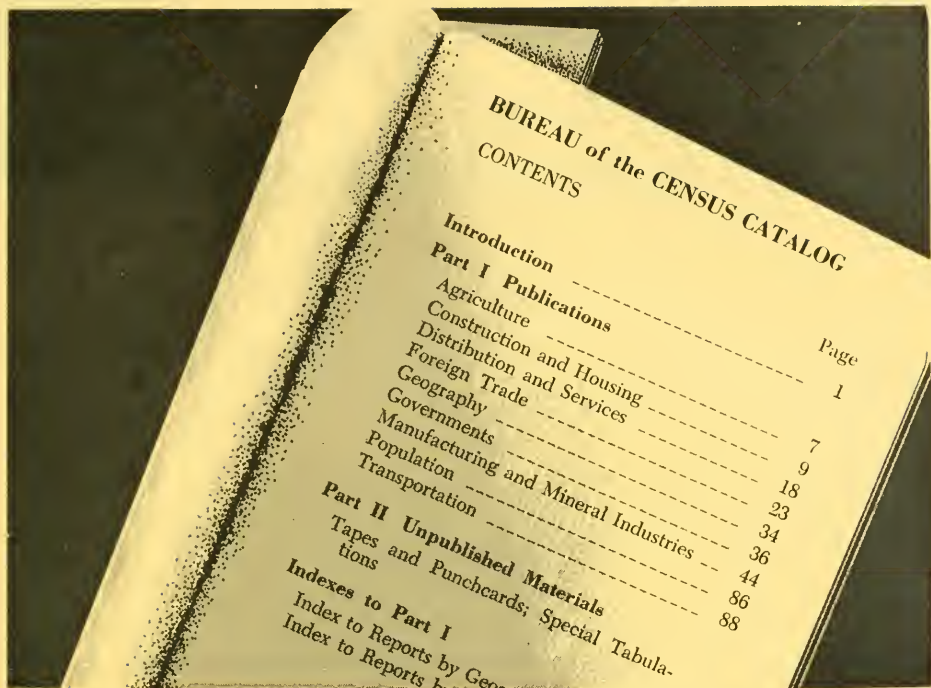 BUREAU of the CENSUS CATALOG
CONTENTS
Page
Introduction ---------------- 1
Part I Publications
Agriculture ---------------- 7
Construction and Housing ---------------- 9
Distribution and Services ---------------- 18
Foreign Trade ---------------- 23
Geography ---------------- 34
Governments ---------------- 36
Manufacturing and Mineral Industries ---- 44
Population ---------------- 86
Transportation ---------------- 88
Part II Unpublished Materials
Tapes and Punchcards; Special Tabula-
tions
Indexes to Part I
Index to Reports by
Index to Reports